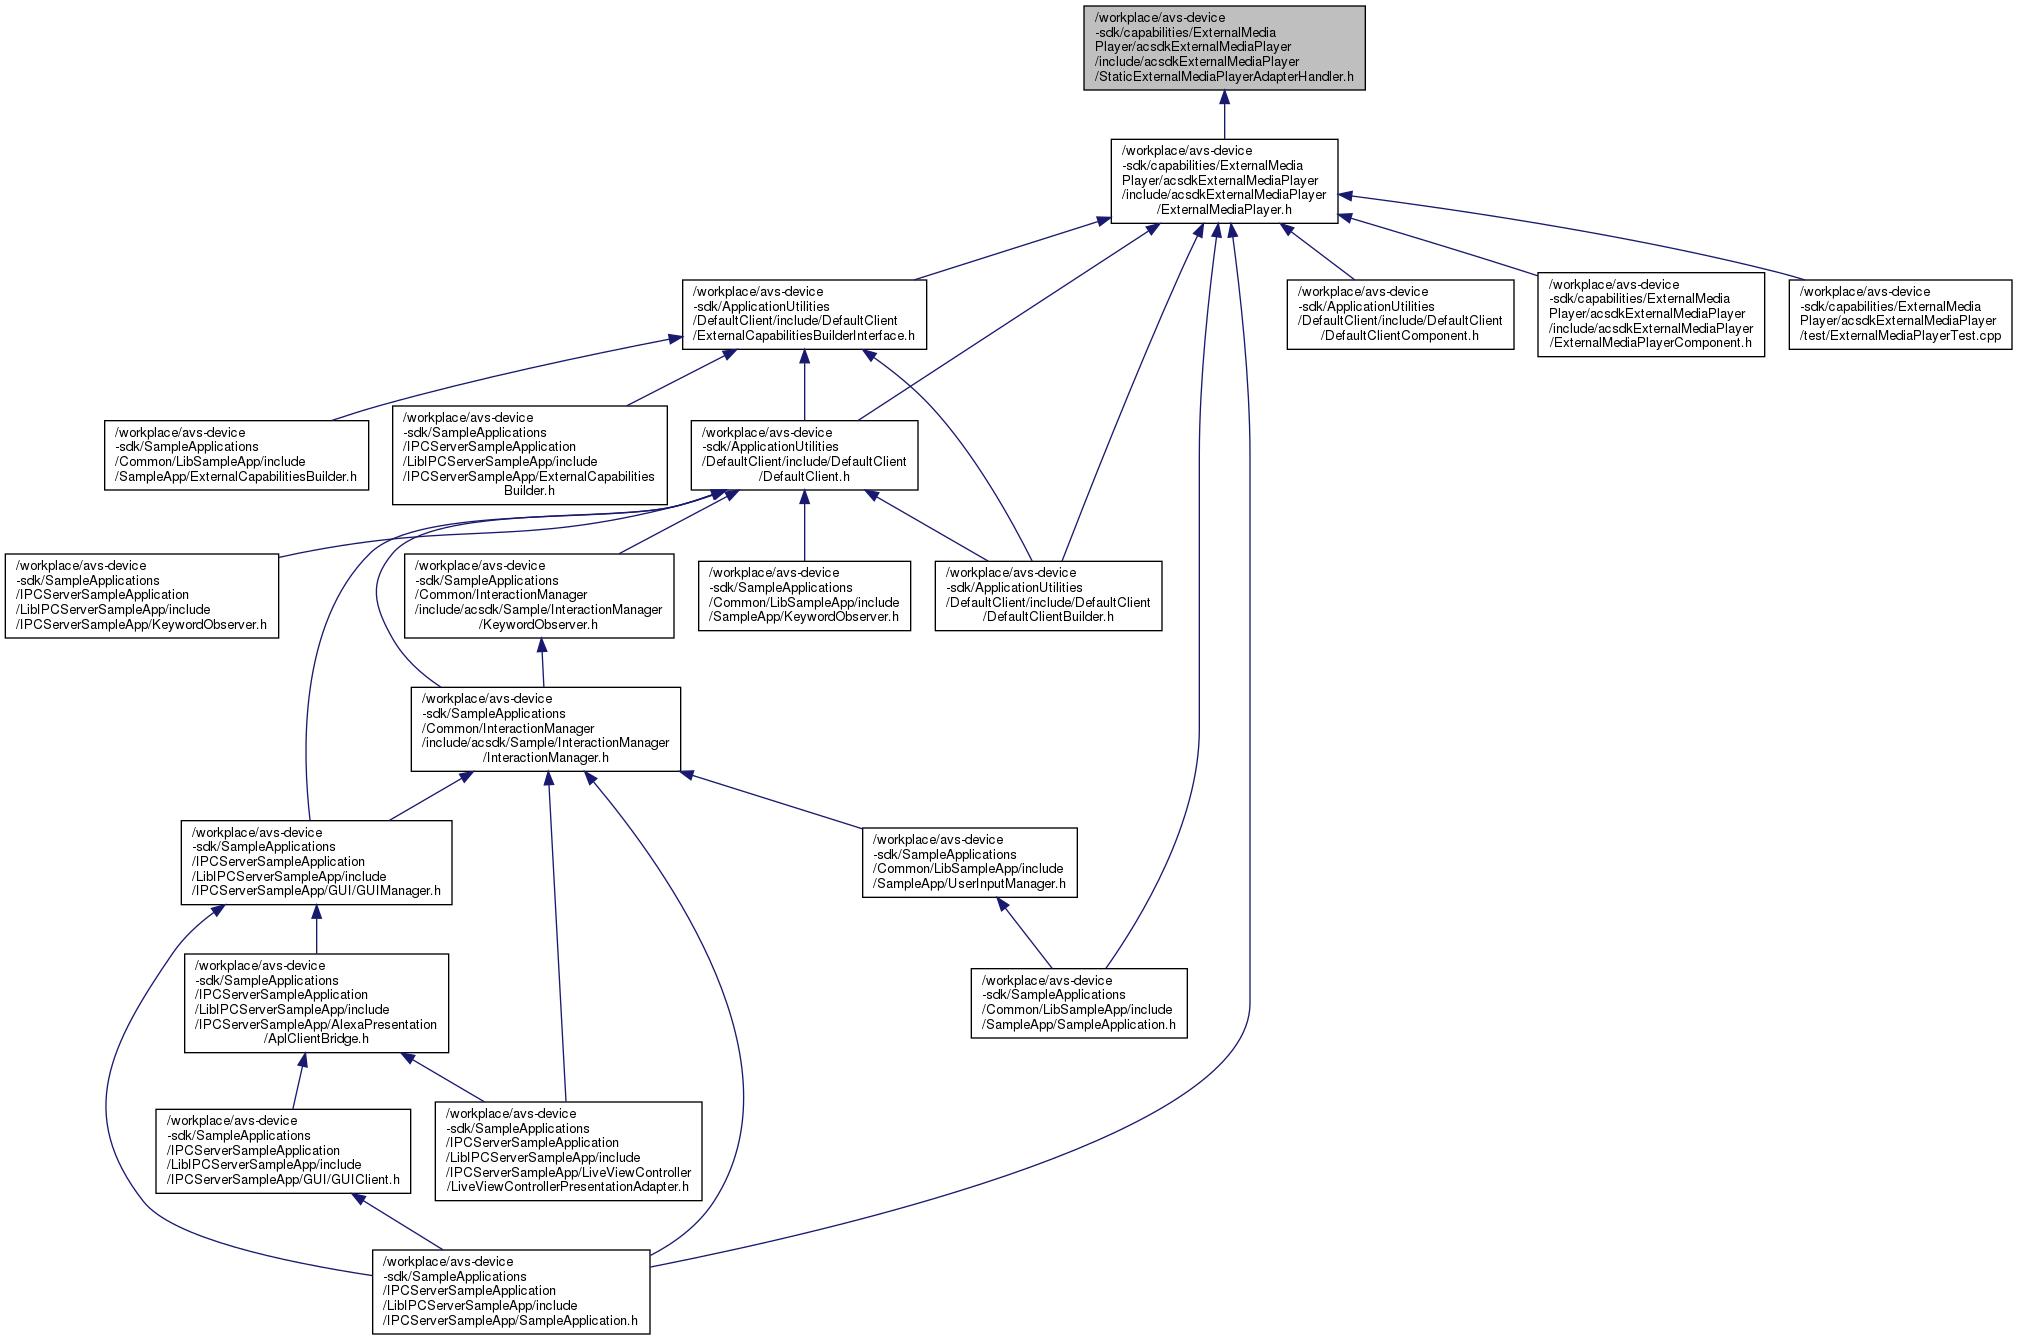 /workplace/avs-device
-sdk/capabilities/ExternalMedia
Player/acsdkExternalMediaPlayer
/include/acsdkExternalMediaPlayer
/StaticExternalMediaPlayerAdapterHandler.h
/workplace/avs-device
-sdk/capabilities/ExternalMedia
Player/acsdkExternalMediaPlayer
/include/acsdkExternalMediaPlayer
/ExternalMediaPlayer.h
/workplace/avs-device
-sdk/ApplicationUtilities
/DefaultClient/include/DefaultClient
/ExternalCapabilitiesBuilderInterface.h
/workplace/avs-device
-sdk/ApplicationUtilities
/DefaultClient/include/DefaultClient
/DefaultClientComponent.h
/workplace/avs-device
-sdk/capabilities/ExternalMedia
Player/acsdkExternalMediaPlayer
/include/acsdkExternalMediaPlayer
/ExternalMediaPlayerComponent.h
/workplace/avs-device
-sdk/capabilities/ExternalMedia
Player/acsdkExternalMediaPlayer
/test/ExternalMediaPlayerTest.cpp
/workplace/avs-device
-sdk/SampleApplications
/Common/LibSampleApp/include
/SampleApp/ExternalCapabilitiesBuilder.h
/workplace/avs-device
-sdk/SampleApplications
/IPCServerSampleApplication
/LibIPCServerSampleApp/include
/IPCServerSampleApp/ExternalCapabilities
Builder.h
/workplace/avs-device
-sdk/ApplicationUtilities
/DefaultClient/include/DefaultClient
/DefaultClient.h
/workplace/avs-device
-sdk/SampleApplications
/IPCServerSampleApplication
/LibIPCServerSampleApp/include
/IPCServerSampleApp/KeywordObserver.h
/workplace/avs-device
-sdk/SampleApplications
/Common/InteractionManager
/include/acsdk/Sample/InteractionManager
/KeywordObserver.h
/workplace/avs-device
-sdk/SampleApplications
/Common/LibSampleApp/include
/SampleApp/KeywordObserver.h
/workplace/avs-device
-sdk/ApplicationUtilities
/DefaultClient/include/DefaultClient
/DefaultClientBuilder.h
/workplace/avs-device
-sdk/SampleApplications
/Common/InteractionManager
/include/acsdk/Sample/InteractionManager
/InteractionManager.h
/workplace/avs-device
-sdk/SampleApplications
/IPCServerSampleApplication
/LibIPCServerSampleApp/include
/IPCServerSampleApp/GUI/GUIManager.h
/workplace/avs-device
-sdk/SampleApplications
/Common/LibSampleApp/include
/SampleApp/UserInputManager.h
/workplace/avs-device
-sdk/SampleApplications
/IPCServerSampleApplication
/LibIPCServerSampleApp/include
/IPCServerSampleApp/AlexaPresentation
/AplClientBridge.h
/workplace/avs-device
-sdk/SampleApplications
/Common/LibSampleApp/include
/SampleApp/SampleApplication.h
/workplace/avs-device
-sdk/SampleApplications
/IPCServerSampleApplication
/LibIPCServerSampleApp/include
/IPCServerSampleApp/GUI/GUIClient.h
/workplace/avs-device
-sdk/SampleApplications
/IPCServerSampleApplication
/LibIPCServerSampleApp/include
/IPCServerSampleApp/LiveViewController
/LiveViewControllerPresentationAdapter.h
/workplace/avs-device
-sdk/SampleApplications
/IPCServerSampleApplication
/LibIPCServerSampleApp/include
/IPCServerSampleApp/SampleApplication.h